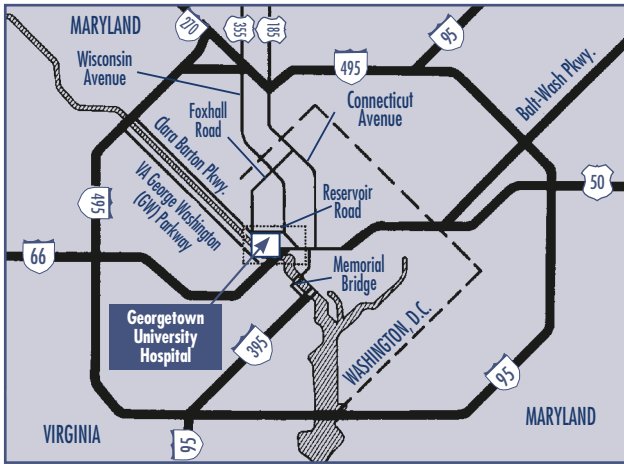 MARYLAND
270
355
185
95
Wisconsin
Avenue
495
Balt-Wash Pkwy.
Foxhall
Road
Connecticut
Avenue
Clara Barton Pkwy.
VA George Washington
(GW) Parkway
495
50
Reservoir
Road
66
Memorial
Bridge
Georgetown
University
Hospital
WASHINGTON, D.C.
395
95
VIRGINIA
95
MARYLAND